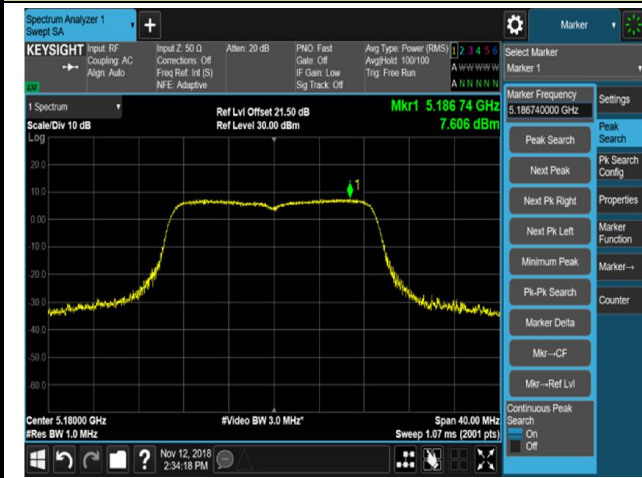 Spectrum Analyzer 1
Swept SA
Marker
KEYSIGHT
Input: RF
Coupling: AC
Align: Auto
Input Z: 50 Ω
Corrections: Off
Freq Ref: Int (S)
NFE: Adaptive
Atten: 20 dB
PNO: Fast
Gate: Off
IF Gain: Low
Sig Track: Off
Avg Type: Power (RMS)
Avg|Hold: 100/100
Trig: Free Run
1 2 3 4 5 6
A W W W W W
A N N N N N
LXI
Select Marker
Marker 1
1 Spectrum
Scale/Div 10 dB
Log
Ref Lvl Offset 21.50 dB
Ref Level 30.00 dBm
Mkr1 5.186 74 GHz
7.606 dBm
Marker Frequency
5.186740000 GHz
Peak Search
Next Peak
Next Pk Right
Next Pk Left
Minimum Peak
Pk-Pk Search
Marker Delta
Mkr→CF
Mkr→Ref Lvl
Continuous Peak
Search
On
Off
Settings
Peak
Search
Pk Search
Config
Properties
Marker
Function
Marker→
Counter
20.0
10.0
0.00
-10.0
-20.0
-30.0
-40.0
-50.0
-60.0
1
Center 5.18000 GHz
#Res BW 1.0 MHz
#Video BW 3.0 MHz*
Span 40.00 MHz
Sweep 1.07 ms (2001 pts)
?
Nov 12, 2018
2:34:18 PM